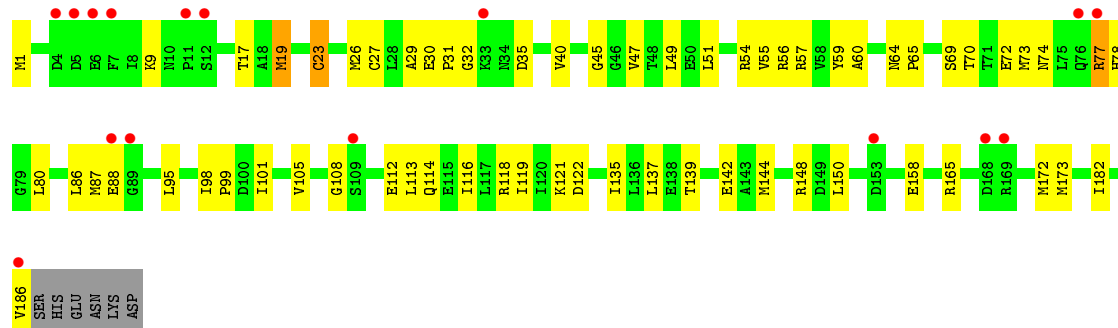 M1 D4 D5 E6 F7 I8 K9 N10 P11 S12 T17 A18 M19 C23 M26 C27 L28 A29 E30 P31 G32 K33 N34 D35 V40 G45 G46 V47 T48 L49 E50 L51 R54 V55 R56 R57 V58 Y59 A60 N64 P65 S69 T70 T71 E72 M73 N74 L75 Q76 R77 H78
G79 L80 L86 M87 E88 G89 L95 I98 P99 D100 I101 V105 G108 S109 E112 L113 Q114 E115 I116 L117 R118 I119 I120 K121 D122 I135 L136 L137 E138 T139 E142 A143 M144 R148 D149 L150 D153 E158 R165 D168 R169 M172 M173 I182
V186 SER HIS GLU ASN LYS ASP